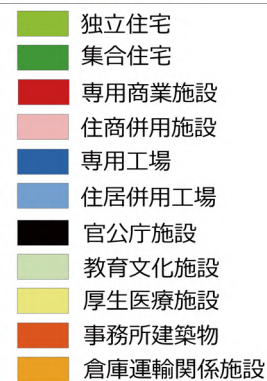 独立住宅
集合住宅
専用商業施設
住商併用施設
専用工場
住居併用工場
官公庁施設
教育文化施設
厚生医療施設
事務所建築物
倉庫運輸関係施設